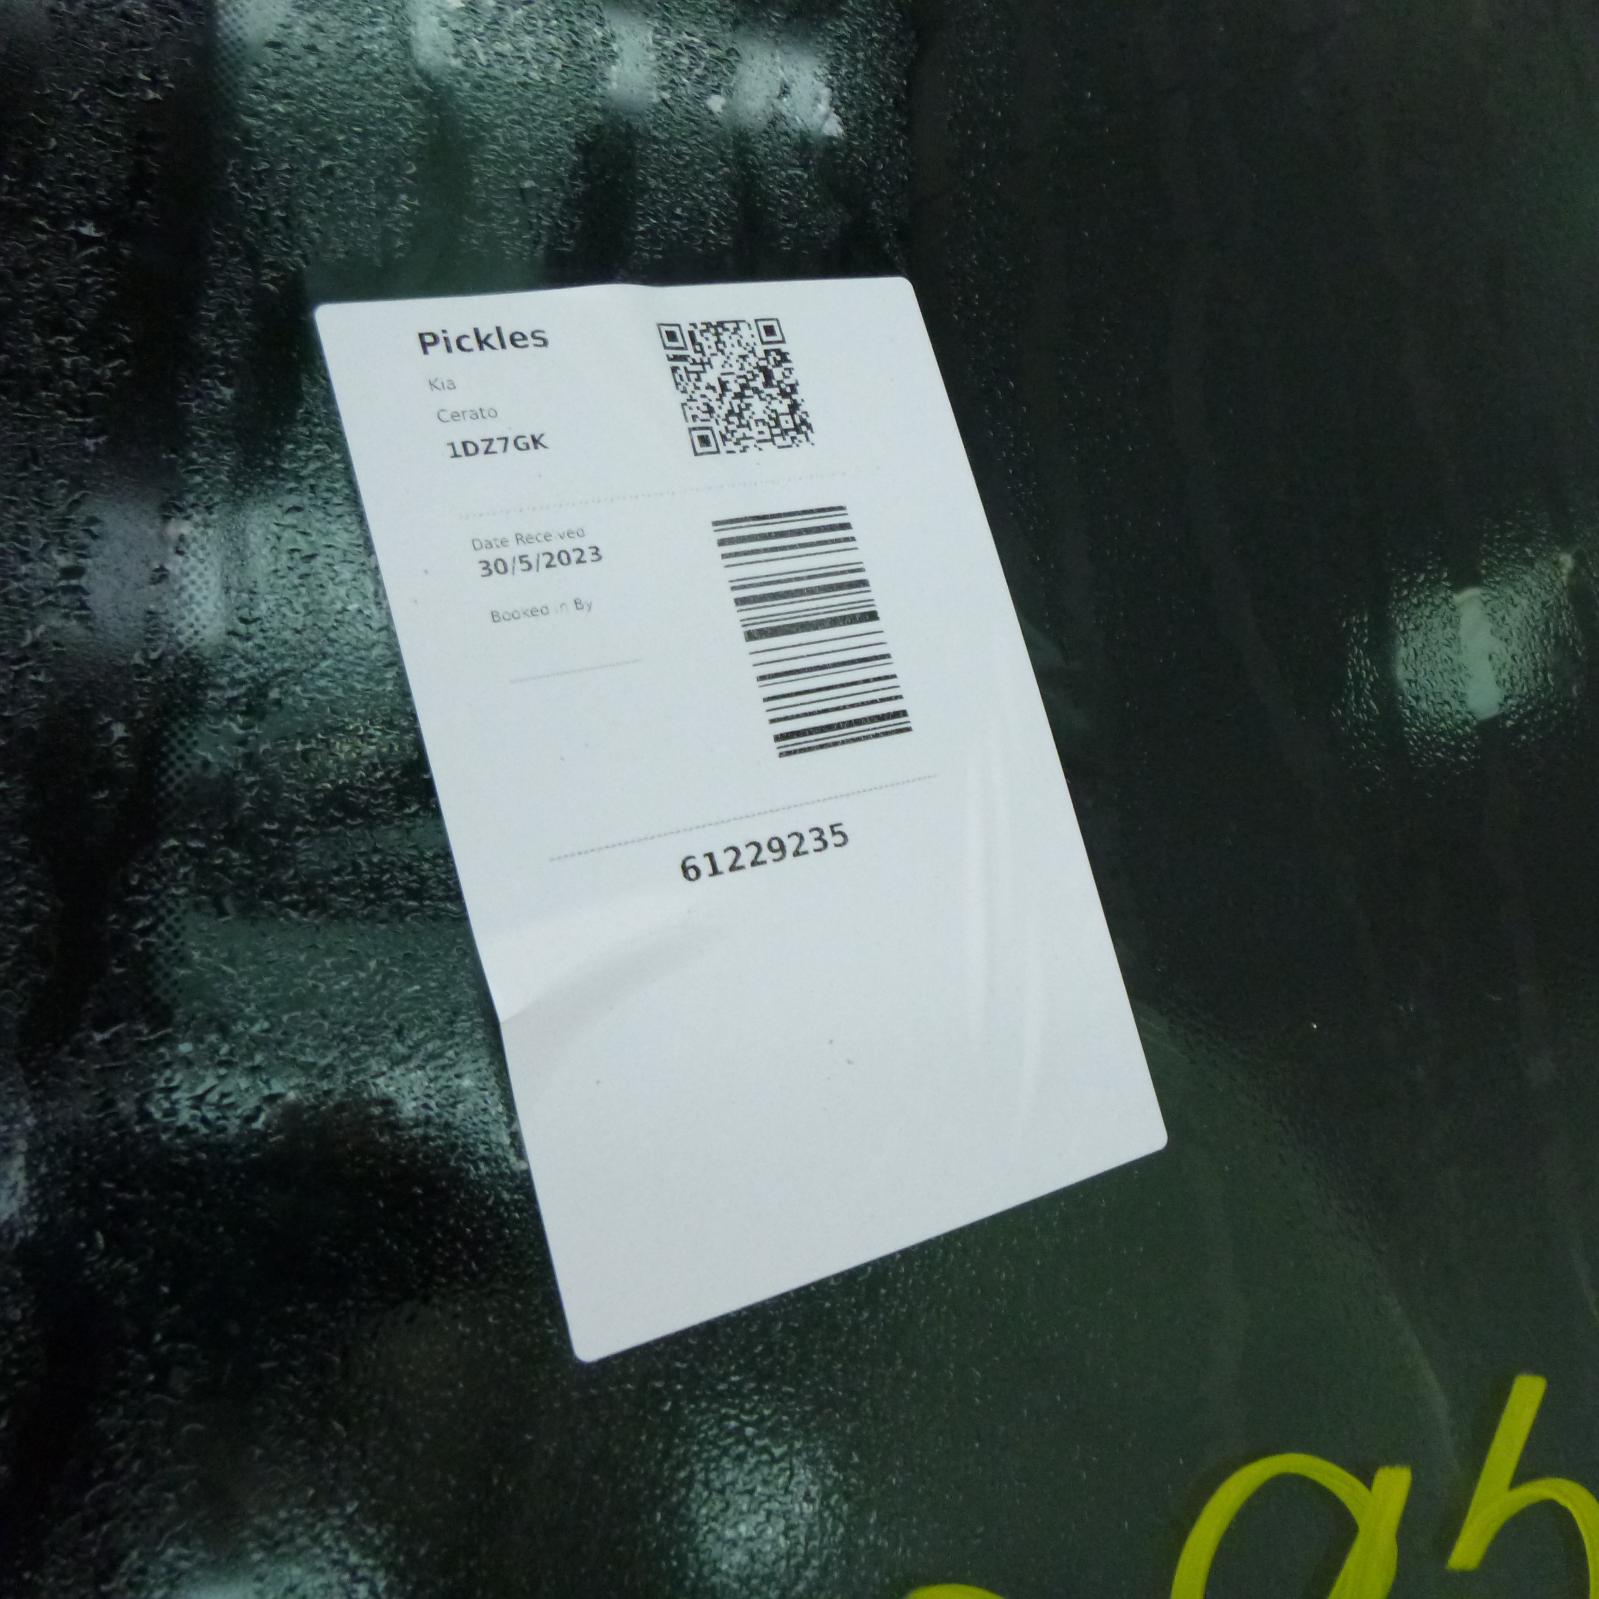 Pickles
Kia
Cerato
1DZ7GK
Date Received
30/5/2023
Booked in By
61229235